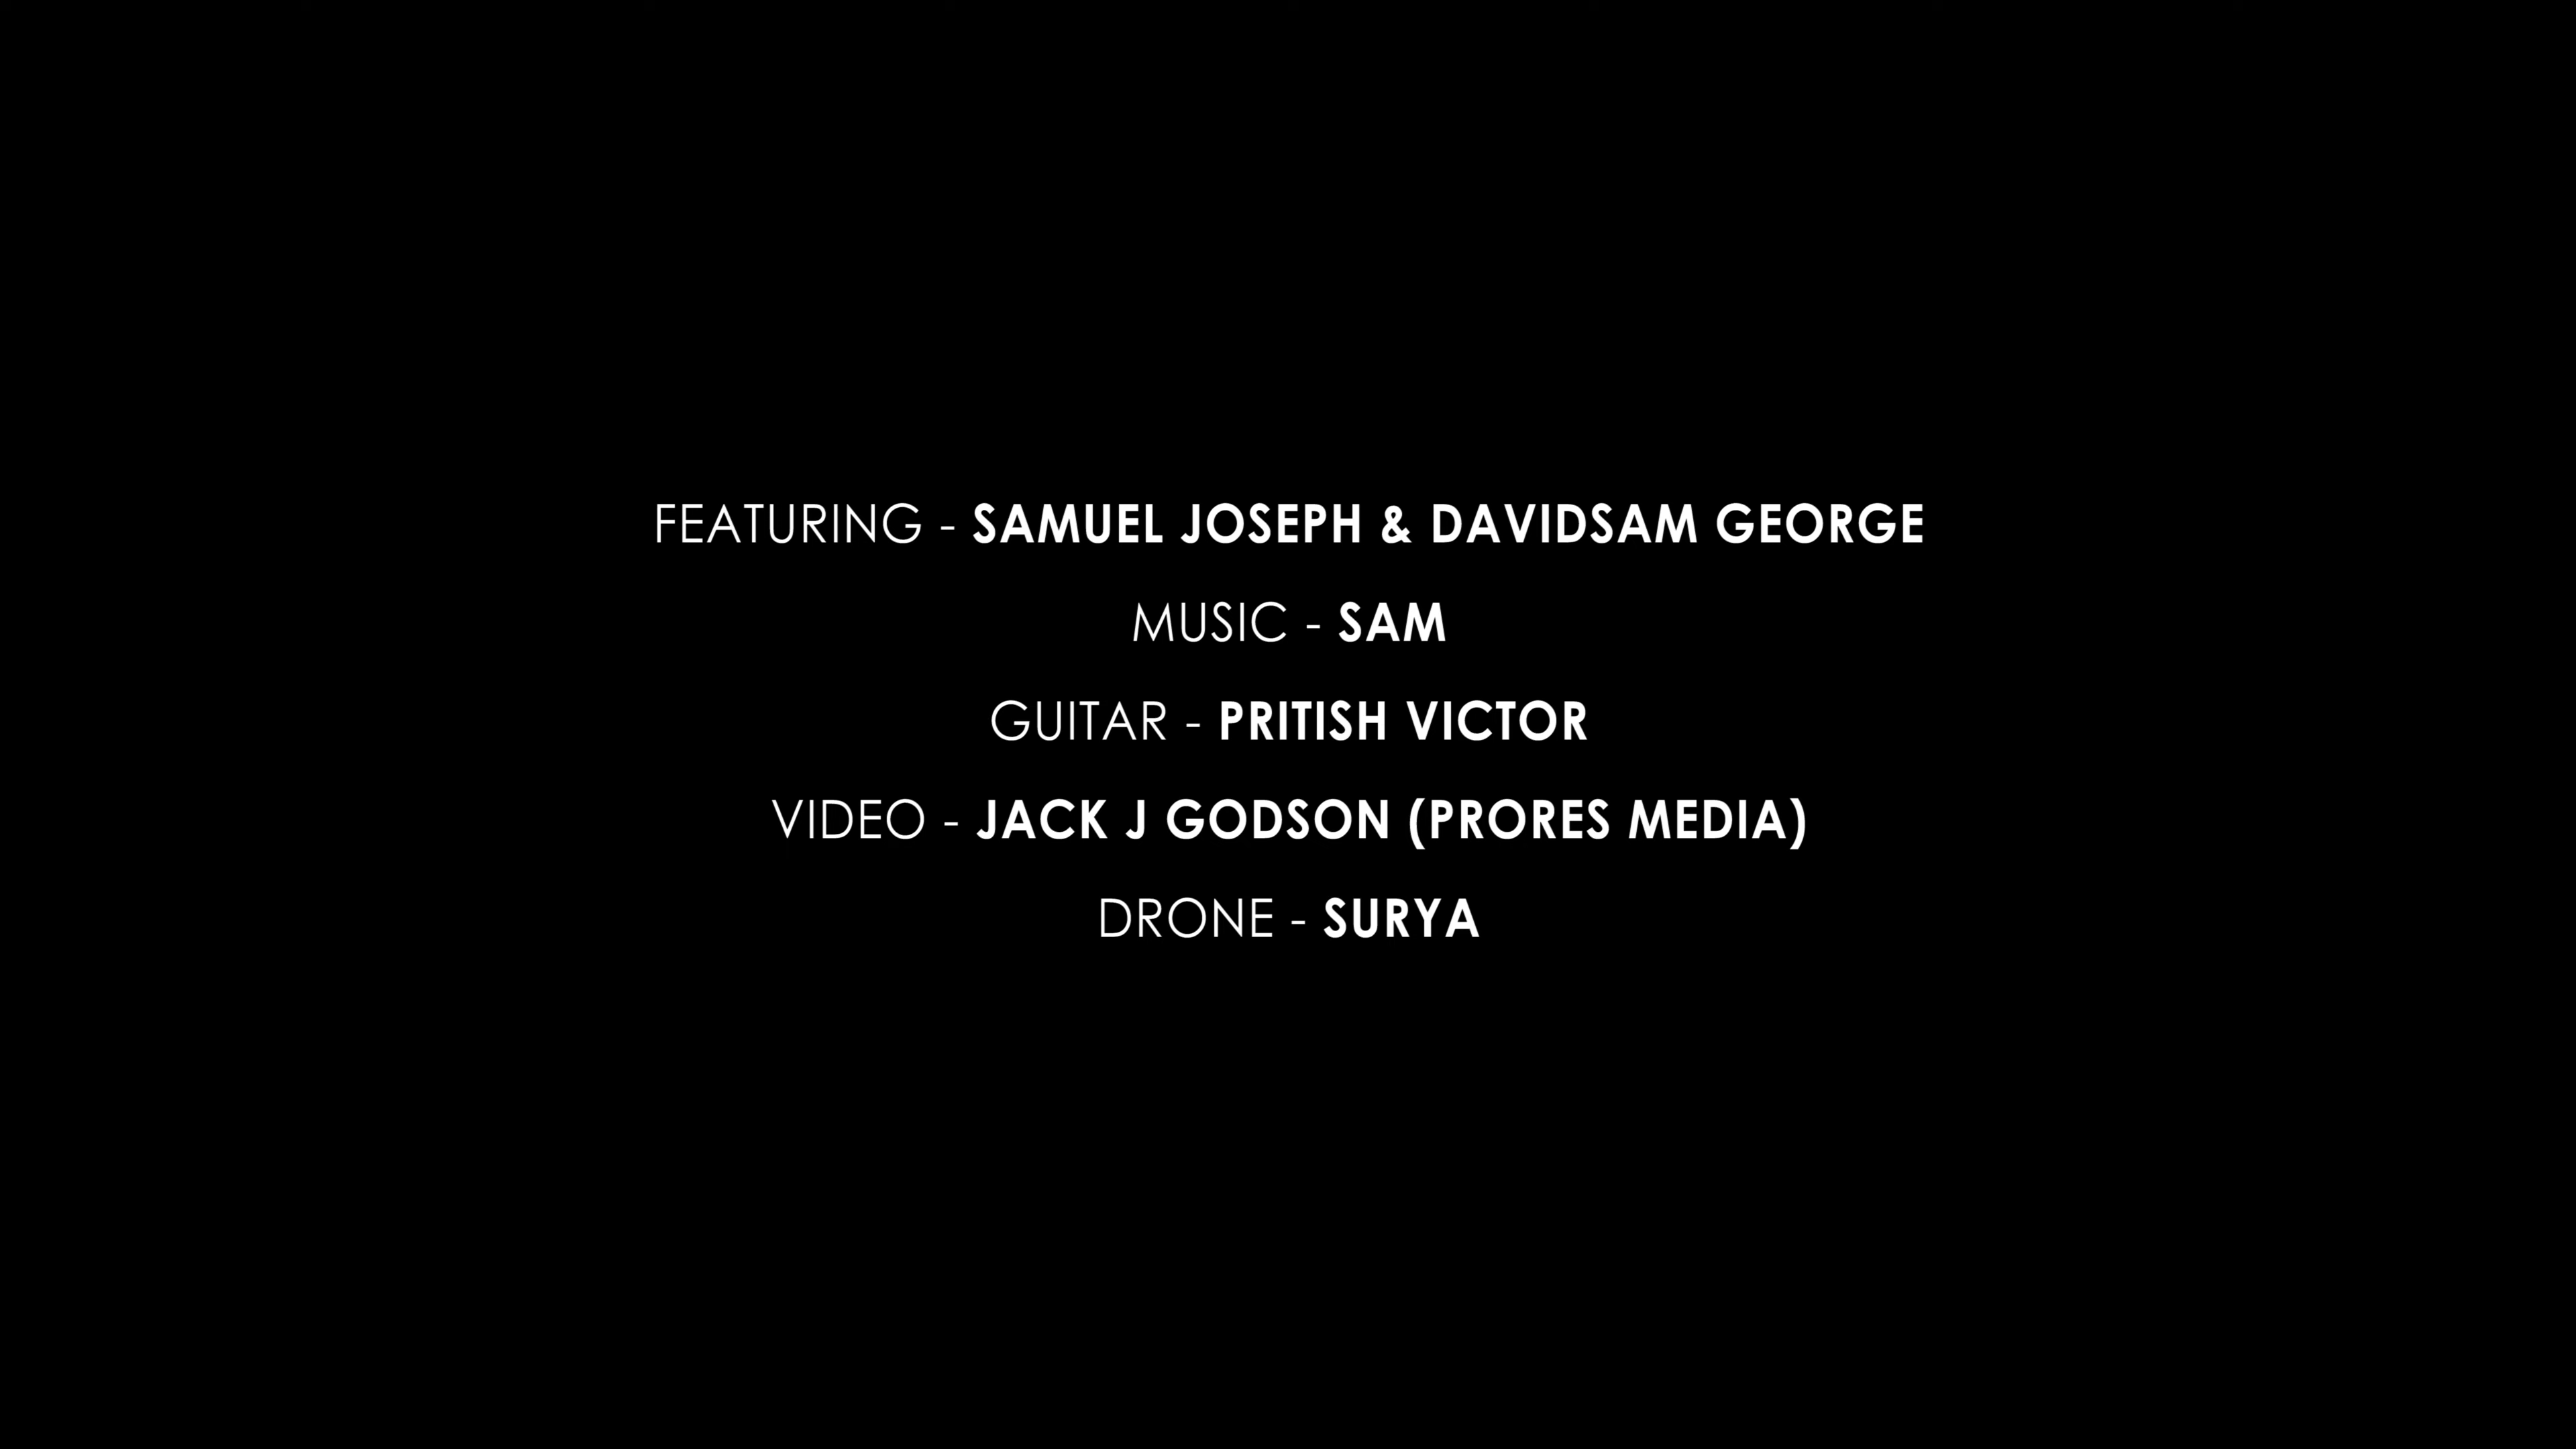 FEATURING - SAMUEL JOSEPH & DAVIDSAM GEORGE
MUSIC - SAM
GUITAR - PRITISH VICTOR
VIDEO - JACK J GODSON (PRORES MEDIA)
DRONE - SURYA